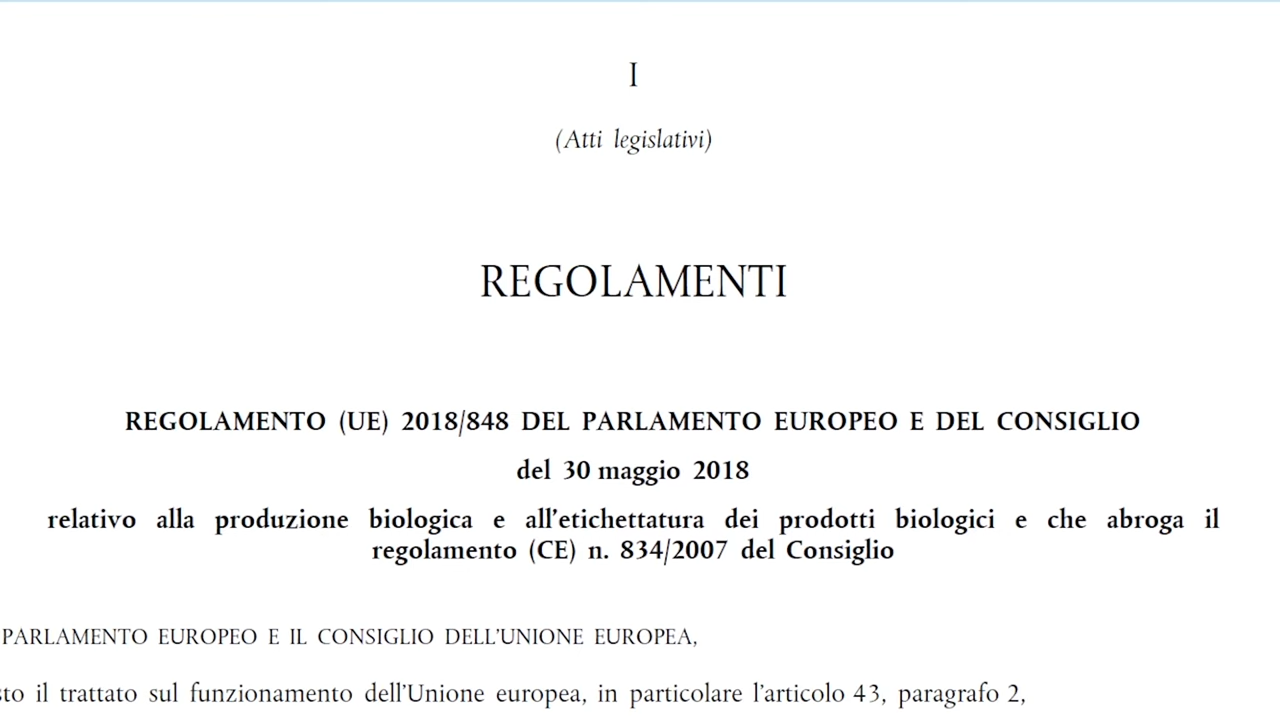 I
(Atti legislativi)
REGOLAMENTI
REGOLAMENTO (UE) 2018/848 DEL PARLAMENTO EUROPEO E DEL CONSIGLIO
del 30 maggio 2018
relativo alla produzione biologica e all'etichettatura dei prodotti biologici e che abroga il
regolamento (CE) n. 834/2007 del Consiglio
PARLAMENTO EUROPEO E IL CONSIGLIO DELL'UNIONE EUROPEA,
il trattato sul funzionamento dell'Unione europea, in particolare l'articolo 43, paragrafo 2,